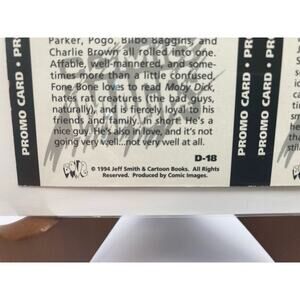 Parker, Pogo, Bilbo Baggins, and
Charlie Brown all rolled into one.
Affable, well-mannered, and some-
times more than a little confused,
Fone Bone loves to read Moby Dick,
hates rat creatures (the bad guys,
naturally), and is fiercely loyal to his
friends and family. In short: He's a
nice guy. He's also in love, and it's not
going very well...not very well at all.
D-18
BONE
© 1994 Jeff Smith & Cartoon Books. All Rights
Reserved. Produced by Comic Images.
PROMO CARD •
PROMO CARD • PRO
PROMO CARD •